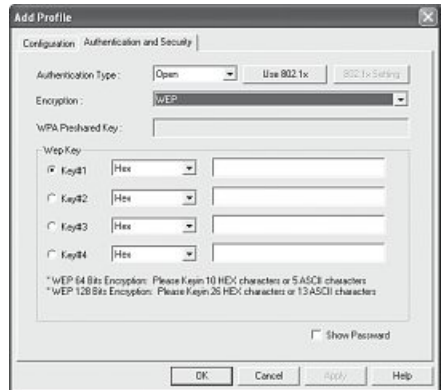 Add Profile
Configuration Authentication and Security
Authentication Type : Open Use 802.1x 802.1x Setting
Encryption : WEP
WPA Preshared Key :
Wep Key
Key#1 Hex
Key#2 Hex
Key#3 Hex
Key#4 Hex
* WEP 64 Bits Encryption: Please Keyin 10 HEX characters or 5 ASCII characters
* WEP 128 Bits Encryption: Please Keyin 26 HEX characters or 13 ASCII characters
Show Password
OK Cancel Apply Help